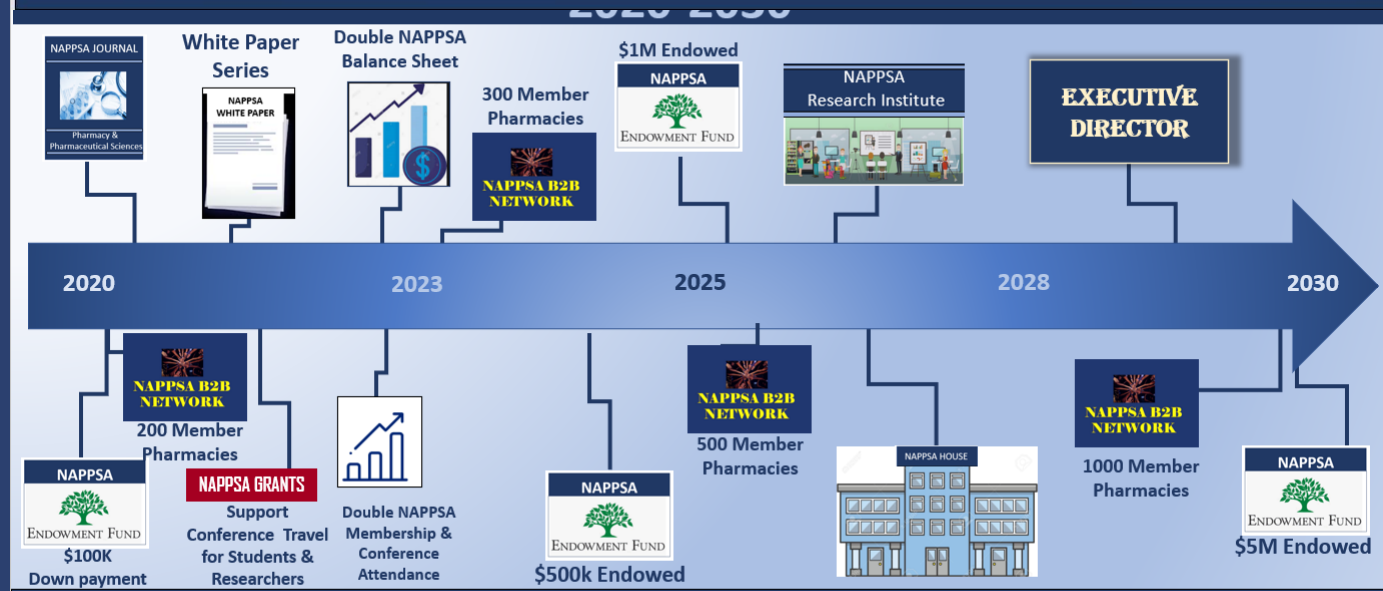 2020-2030
NAPPSA JOURNAL
Pharmacy &
Pharmaceutical Sciences
White Paper
Series
NAPPSA
WHITE PAPER
Double NAPPSA
Balance Sheet
$
300 Member
Pharmacies
NAPPSA B2B
NETWORK
$1M Endowed
NAPPSA
ENDOWMENT FUND
NAPPSA
Research Institute
EXECUTIVE
DIRECTOR
2020
2023
2025
2028
2030
NAPPSA B2B
NETWORK
200 Member
Pharmacies
NAPPSA
ENDOWMENT FUND
$100K
Down payment
NAPPSA GRANTS
Support
Conference Travel
for Students &
Researchers
Double NAPPSA
Membership &
Conference
Attendance
NAPPSA
ENDOWMENT FUND
$500k Endowed
NAPPSA B2B
NETWORK
500 Member
Pharmacies
NAPPSA HOUSE
NAPPSA B2B
NETWORK
1000 Member
Pharmacies
NAPPSA
ENDOWMENT FUND
$5M Endowed